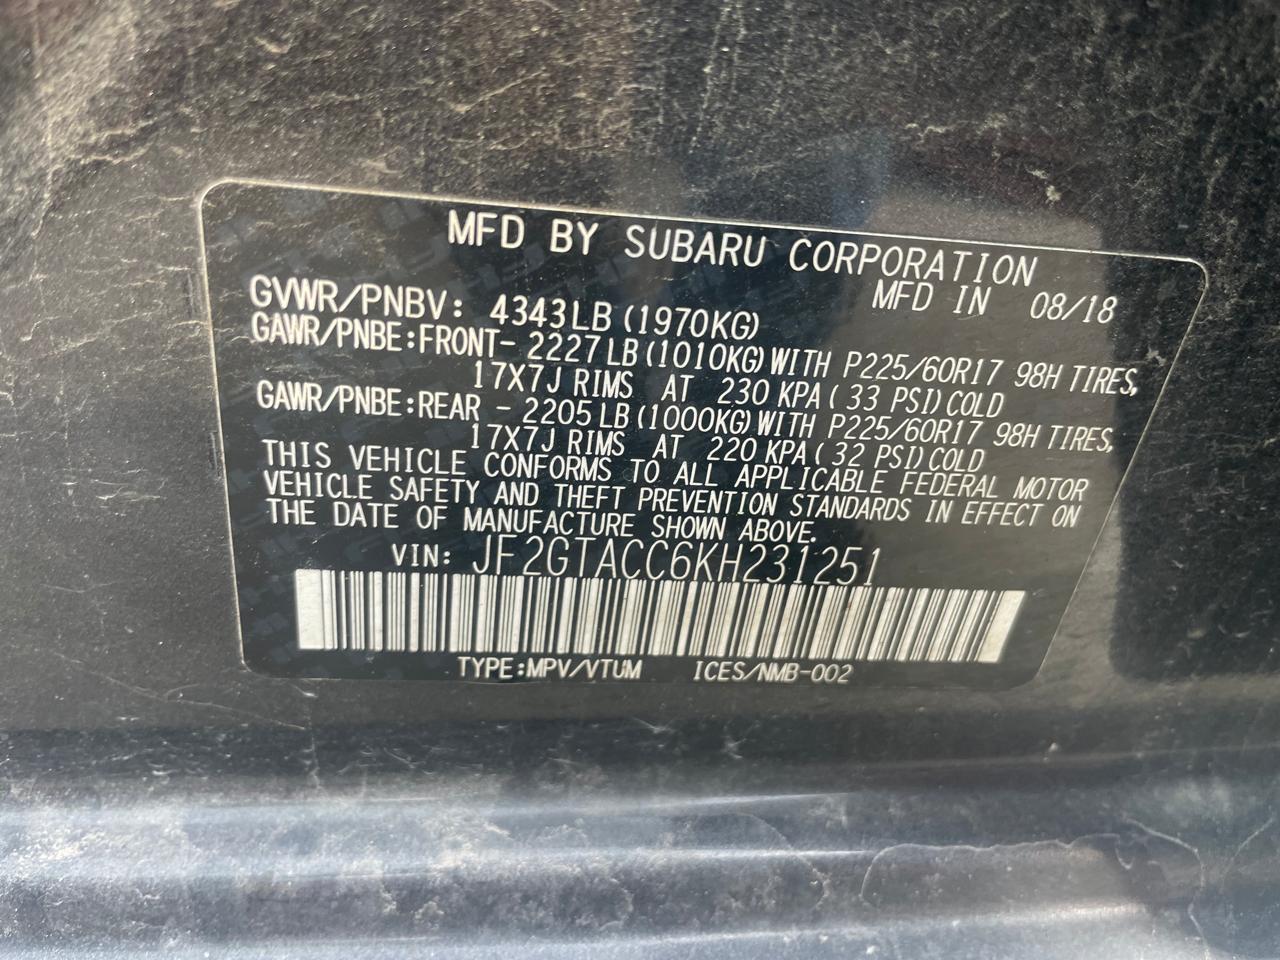 MFD BY SUBARU CORPORATION
MFD IN 08/18
GVWR/PNBV: 4343LB (1970KG)
GAWR/PNBE:FRONT- 2227LB(1010KG)WITH P225/60R17 98H TIRES,
17X7J RIMS AT 230 KPA( 33 PSI)COLD
GAWR/PNBE:REAR - 2205LB(1000KG)WITH P225/60R17 98H TIRES,
17X7J RIMS AT 220 KPA( 32 PSI)COLD
THIS VEHICLE CONFORMS TO ALL APPLICABLE FEDERAL MOTOR
VEHICLE SAFETY AND THEFT PREVENTION STANDARDS IN EFFECT ON
THE DATE OF MANUFACTURE SHOWN ABOVE.
VIN: JF2GTACC6KH231251
TYPE:MPV/VTUM ICES/NMB-002